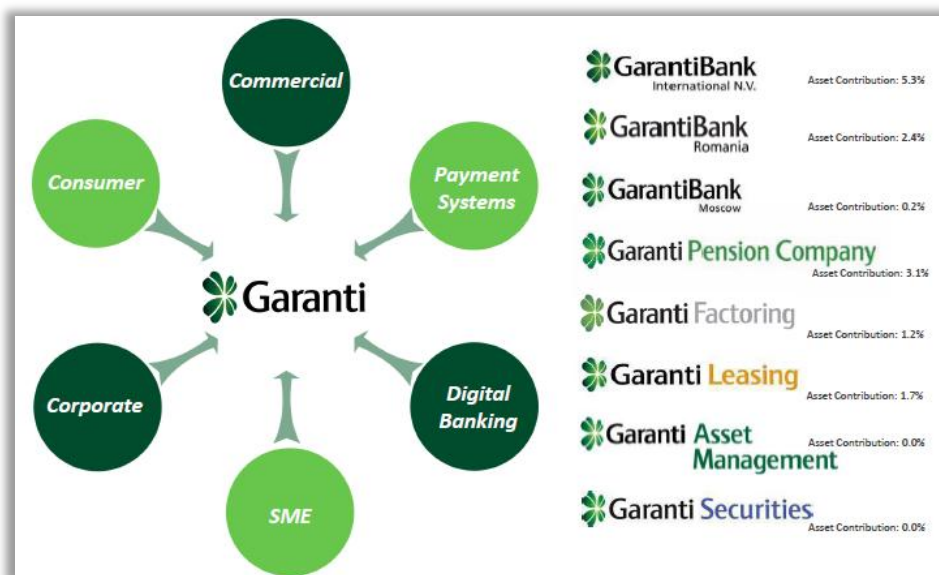 Commercial
Consumer
Payment
Systems
Garanti
Corporate
Digital
Banking
SME
GarantiBank
International N.V.
Asset Contribution: 5.3%
GarantiBank
Romania
Asset Contribution: 2.4%
GarantiBank
Moscow
Asset Contribution: 0.2%
Garanti Pension Company
Asset Contribution: 3.1%
Garanti Factoring
Asset Contribution: 1.2%
Garanti Leasing
Asset Contribution: 1.7%
Garanti Asset
Management
Asset Contribution: 0.0%
Garanti Securities
Asset Contribution: 0.0%